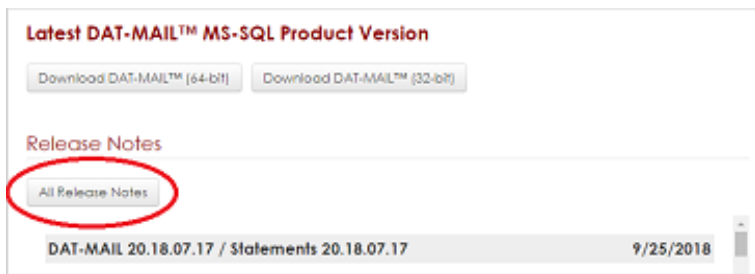 Latest DAT-MAIL™ MS-SQL Product Version
Download DAT-MAIL™ (64-bit) Download DAT-MAIL™ (32-bit)
Release Notes
All Release Notes
DAT-MAIL 20.18.07.17 / Statements 20.18.07.17 9/25/2018